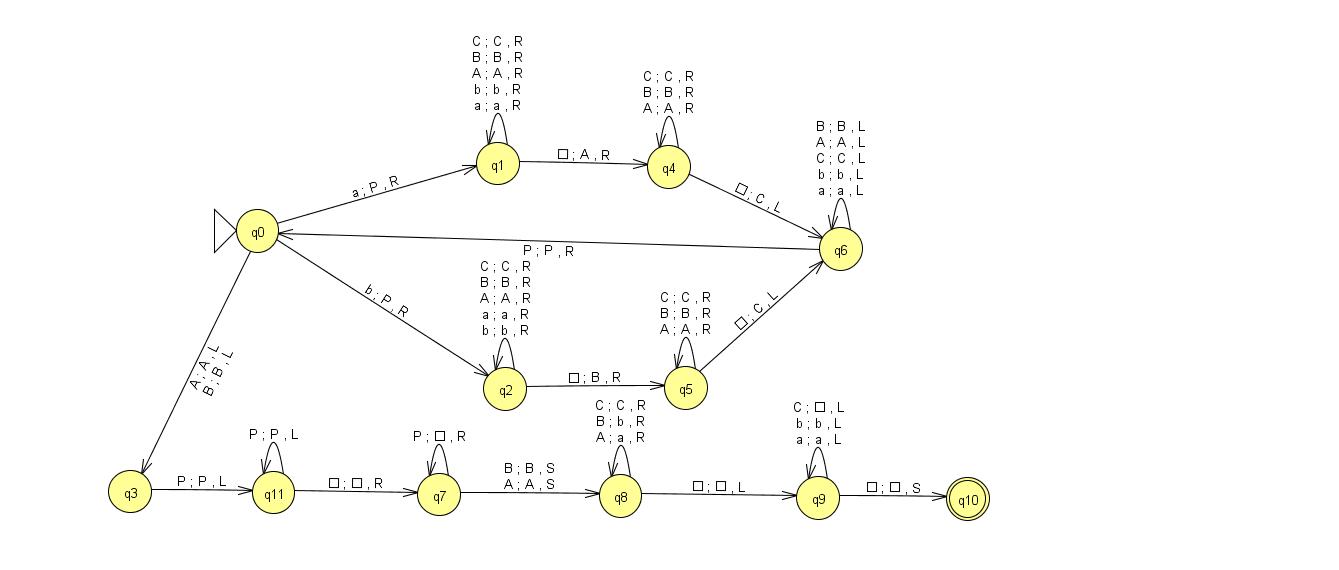 C ; C , R
B ; B , R
A ; A , R
b ; b , R
a ; a , R
C ; C , R
B ; B , R
A ; A , R
B ; B , L
A ; A , L
C ; C , L
b ; b , L
a ; a , L
q1
□ ; A , R
q4
a ; P , R
□ ; C , L
q0
q6
P ; P , R
C ; C , R
B ; B , R
A ; A , R
a ; a , R
b ; b , R
b ; P , R
C ; C , R
B ; B , R
A ; A , R
□ ; C , L
A ; A , L
B ; B , L
q2
□ ; B , R
q5
C ; C , R
B ; b , R
A ; a , R
C ; □ , L
b ; b , L
a ; a , L
P ; P , L
P ; □ , R
q3
P ; P , L
q11
□ ; □ , R
q7
B ; B , S
A ; A , S
q8
□ ; □ , L
q9
□ ; □ , S
q10